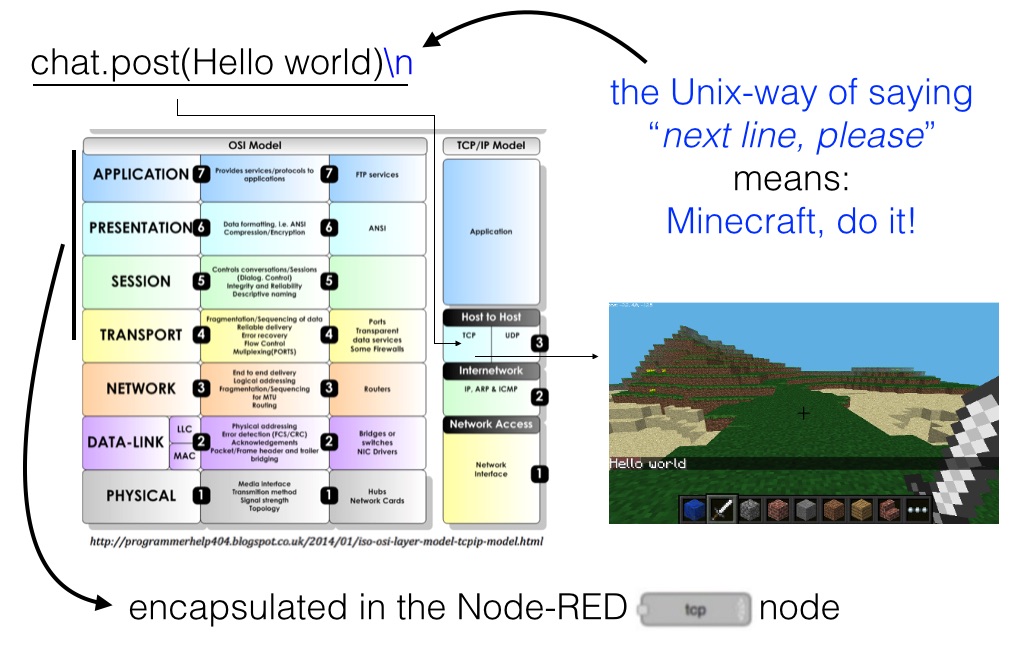 chat.post(Hello world)\n
the Unix-way of saying
“next line, please”
means:
Minecraft, do it!
OSI Model
APPLICATION 7 Provides services/protocols to applications 7 FTP services
PRESENTATION 6 Data formatting, i.e. ANSI Compression/Encryption 6 ANSI
SESSION 5 Controls conversations/Sessions (Dialog. Control) Integrity and Reliability Descriptive naming 5
TRANSPORT 4 Fragmentation/Sequencing of data Reliable delivery Error recovery Flow Control Multiplexing(PORTS) 4 Ports Transparent data services Some Firewalls
NETWORK 3 End to end delivery Logical addressing Fragmentation/Sequencing for MTU Routing 3 Routers
DATA-LINK LLC MAC 2 Physical addressing Error detection (FCS/CRC) Acknowledgements Packet/Frame header and trailer bridging 2 Bridges or switches NIC Drivers
PHYSICAL 1 Media interface Transmition method Signal strength Topology 1 Hubs Network Cards
TCP/IP Model
Application
Host to Host
TCP UDP 3
Internetwork
IP, ARP & ICMP 2
Network Access
Network Interface 1
Hello world
http://programmerhelp404.blogspot.co.uk/2014/01/iso-osi-layer-model-tcpip-model.html
encapsulated in the Node-RED tcp node